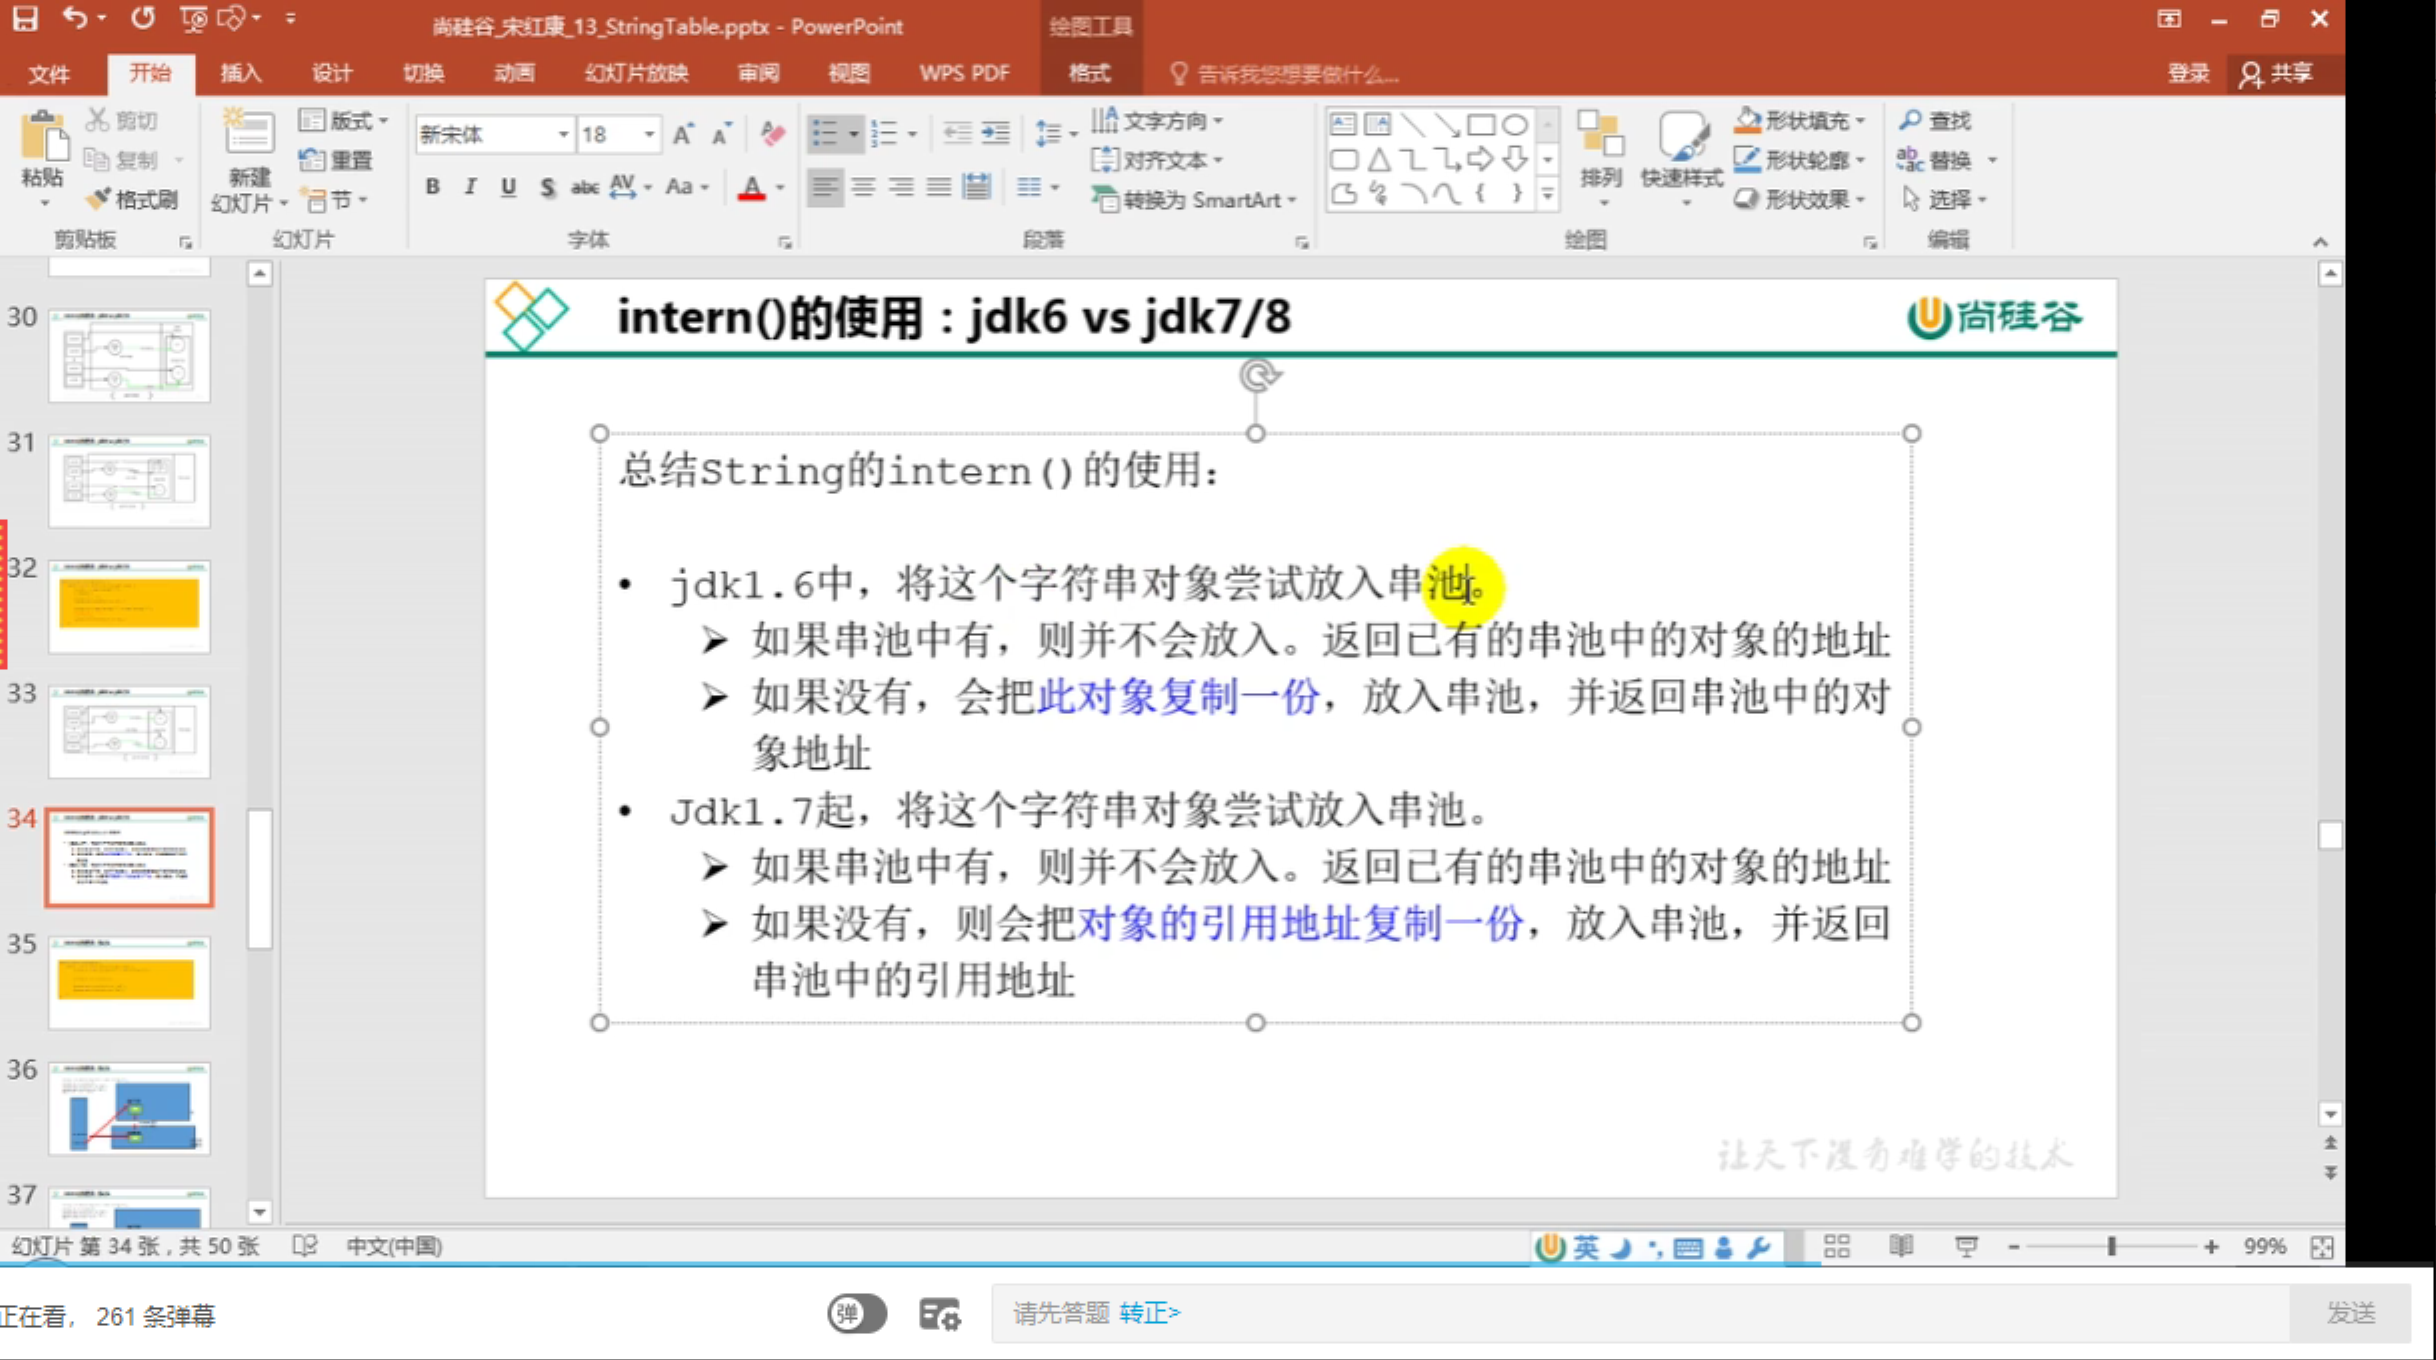 尚硅谷_宋红康_13_StringTable.pptx - PowerPoint
绘图工具
文件 开始 插入 设计 切换 动画 幻灯片放映 审阅 视图 WPS PDF 格式 告诉我您想要做什么... 登录 共享
粘贴 剪切 复制 格式刷 剪贴板
新建 幻灯片 版式 重置 节 幻灯片
新宋体 18 B I U S abc AV Aa A 字体
文字方向 对齐文本 转换为 SmartArt 段落
排列 快速样式 形状填充 形状轮廓 形状效果 绘图
查找 替换 选择 编辑
30
31
32
33
34
35
36
37
intern()的使用：jdk6 vs jdk7/8
尚硅谷
总结String的intern()的使用：
• jdk1.6中，将这个字符串对象尝试放入串池。
➤ 如果串池中有，则并不会放入。返回已有的串池中的对象的地址
➤ 如果没有，会把此对象复制一份，放入串池，并返回串池中的对
象地址
• Jdk1.7起，将这个字符串对象尝试放入串池。
➤ 如果串池中有，则并不会放入。返回已有的串池中的对象的地址
➤ 如果没有，则会把对象的引用地址复制一份，放入串池，并返回
串池中的引用地址
让天下没有难学的技术
幻灯片 第 34 张，共 50 张 中文(中国) 英 99%
正在看， 261 条弹幕 弹 请先答题 转正> 发送